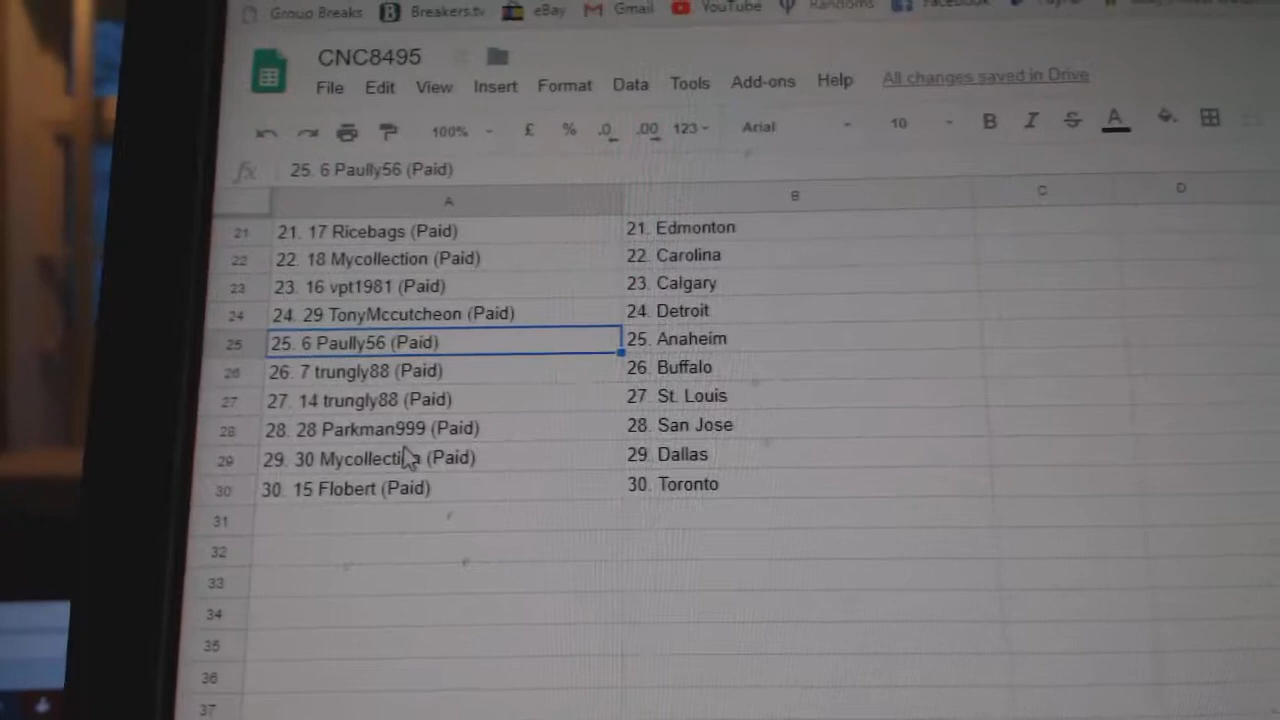 Group Breaks Breakers.tv eBay Gmail YouTube Randoms Facebook
CNC8495
File Edit View Insert Format Data Tools Add-ons Help All changes saved in Drive
100% £ % .0 .00 123 Arial 10 B I S A
fx 25. 6 Paully56 (Paid)
A B C D
21 21. 17 Ricebags (Paid) 21. Edmonton
22 22. 18 Mycollection (Paid) 22. Carolina
23 23. 16 vpt1981 (Paid) 23. Calgary
24 24. 29 TonyMccutcheon (Paid) 24. Detroit
25 25. 6 Paully56 (Paid) 25. Anaheim
26 26. 7 trungly88 (Paid) 26. Buffalo
27 27. 14 trungly88 (Paid) 27. St. Louis
28 28. 28 Parkman999 (Paid) 28. San Jose
29 29. 30 Mycollection (Paid) 29. Dallas
30 30. 15 Flobert (Paid) 30. Toronto
31
32
33
34
35
36
37